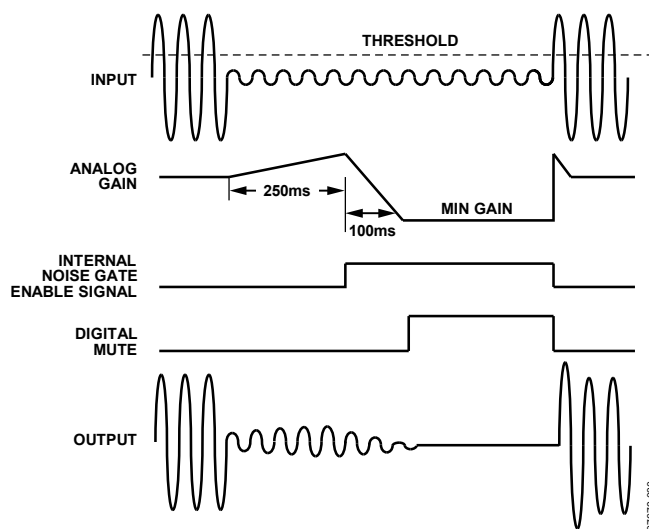 THRESHOLD
INPUT
ANALOG
GAIN
250ms
100ms
MIN GAIN
INTERNAL
NOISE GATE
ENABLE SIGNAL
DIGITAL
MUTE
OUTPUT